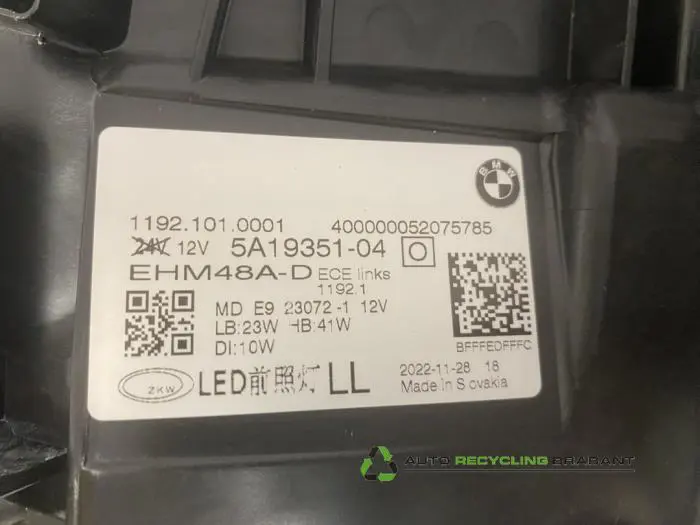 BMW
1192.101.0001 400000052075785
24V 12V 5A19351-04 O
EHM48A-D ECE links
1192.1
MD E9 23072-1 12V
LB:23W HB:41W
DI:10W
BFFFEDFFFC
ZKW LED前照灯 LL
2022-11-28 16
Made in Slovakia
AUTO RECYCLING BRABANT